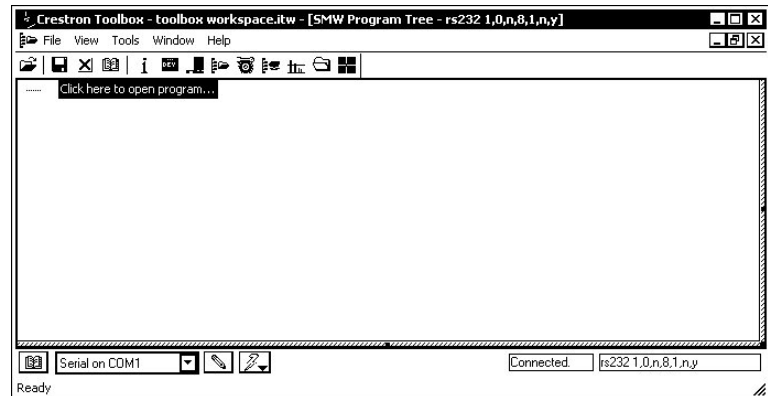 Crestron Toolbox - toolbox workspace.itw - [SMW Program Tree - rs232 1,0,n,8,1,n,y]
File View Tools Window Help
i DEV
Click here to open program...
Serial on COM1 Connected. rs232 1,0,n,8,1,n,y
Ready